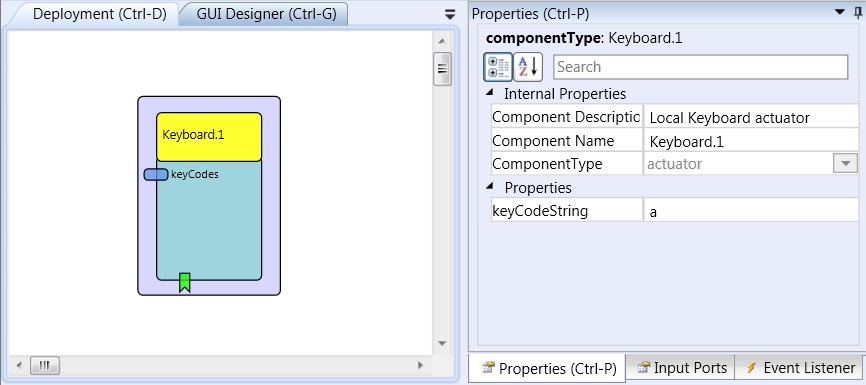 Deployment (Ctrl-D)
GUI Designer (Ctrl-G)
Keyboard.1
keyCodes
Properties (Ctrl-P)
componentType: Keyboard.1
A
Z
Search
Internal Properties
Component Descriptio
Local Keyboard actuator
Component Name
Keyboard.1
ComponentType
actuator
Properties
keyCodeString
a
Properties (Ctrl-P)
Input Ports
Event Listener